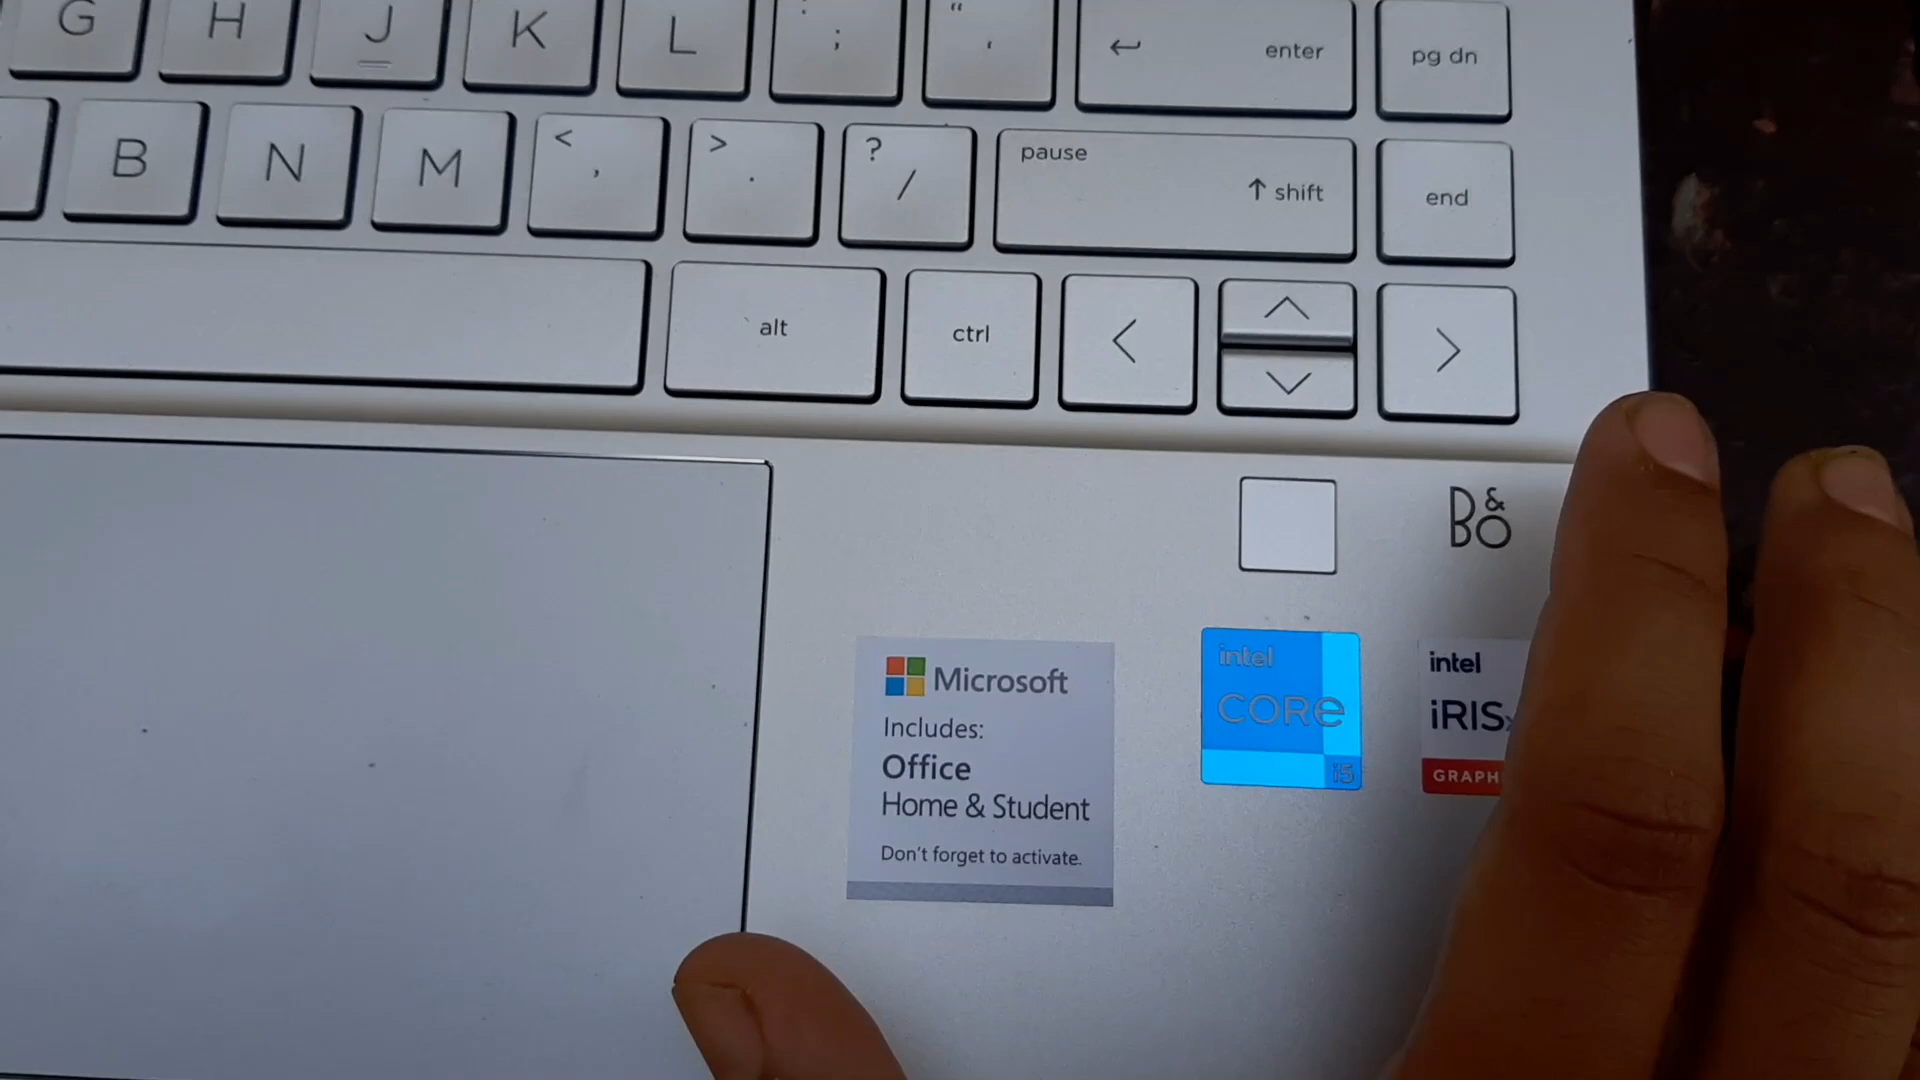 G H J K L : ; “ ‘ enter pg dn
B N M < , > . ? / pause ↑ shift end
alt ctrl < ^ v >
B&O
Microsoft
Includes:
Office
Home & Student
Don't forget to activate.
intel
CORe
i5
intel
iRIS